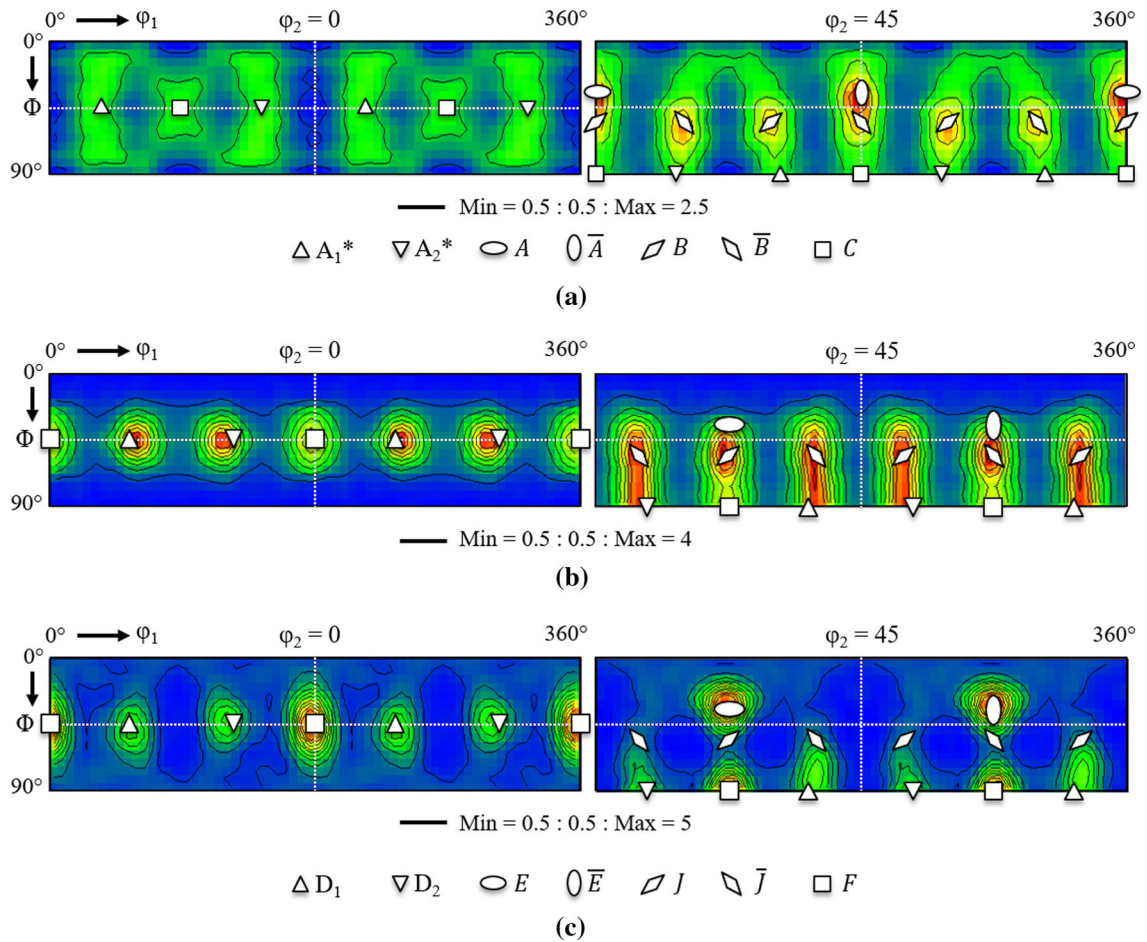 0° φ₁ φ₂ = 0 360° φ₂ = 45 360°
0°
Φ
90°
Min = 0.5 : 0.5 : Max = 2.5
A₁* A₂* A A̅ B B̅ C
(a)
0° φ₁ φ₂ = 0 360° φ₂ = 45 360°
0°
Φ
90°
Min = 0.5 : 0.5 : Max = 4
(b)
0° φ₁ φ₂ = 0 360° φ₂ = 45 360°
0°
Φ
90°
Min = 0.5 : 0.5 : Max = 5
D₁ D₂ E E̅ J J̅ F
(c)